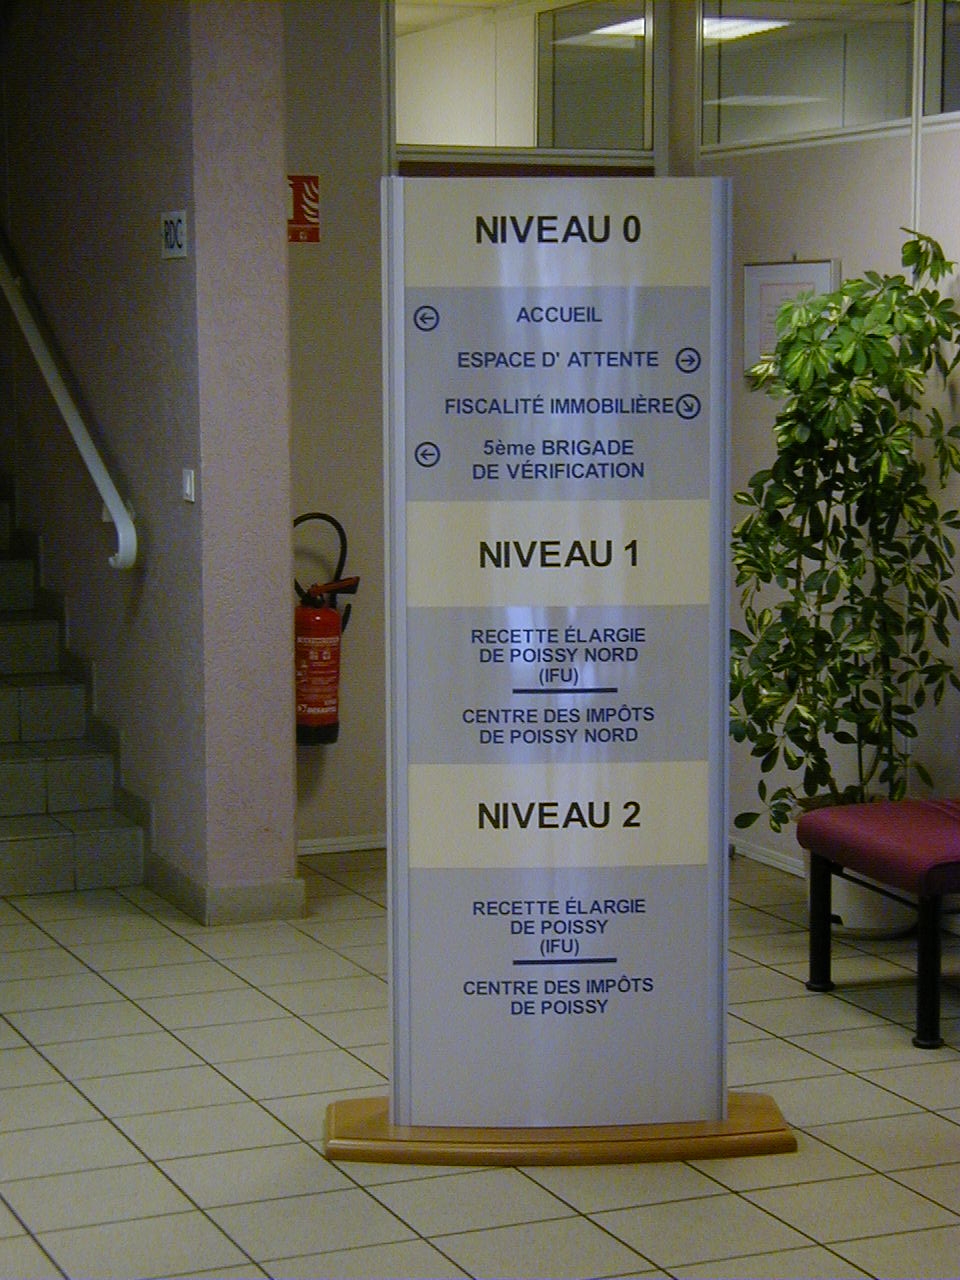 RDC
NIVEAU 0
ACCUEIL
ESPACE D' ATTENTE
FISCALITÉ IMMOBILIÈRE
5ème BRIGADE
DE VÉRIFICATION
NIVEAU 1
RECETTE ÉLARGIE
DE POISSY NORD
(IFU)
CENTRE DES IMPÔTS
DE POISSY NORD
NIVEAU 2
RECETTE ÉLARGIE
DE POISSY
(IFU)
CENTRE DES IMPÔTS
DE POISSY